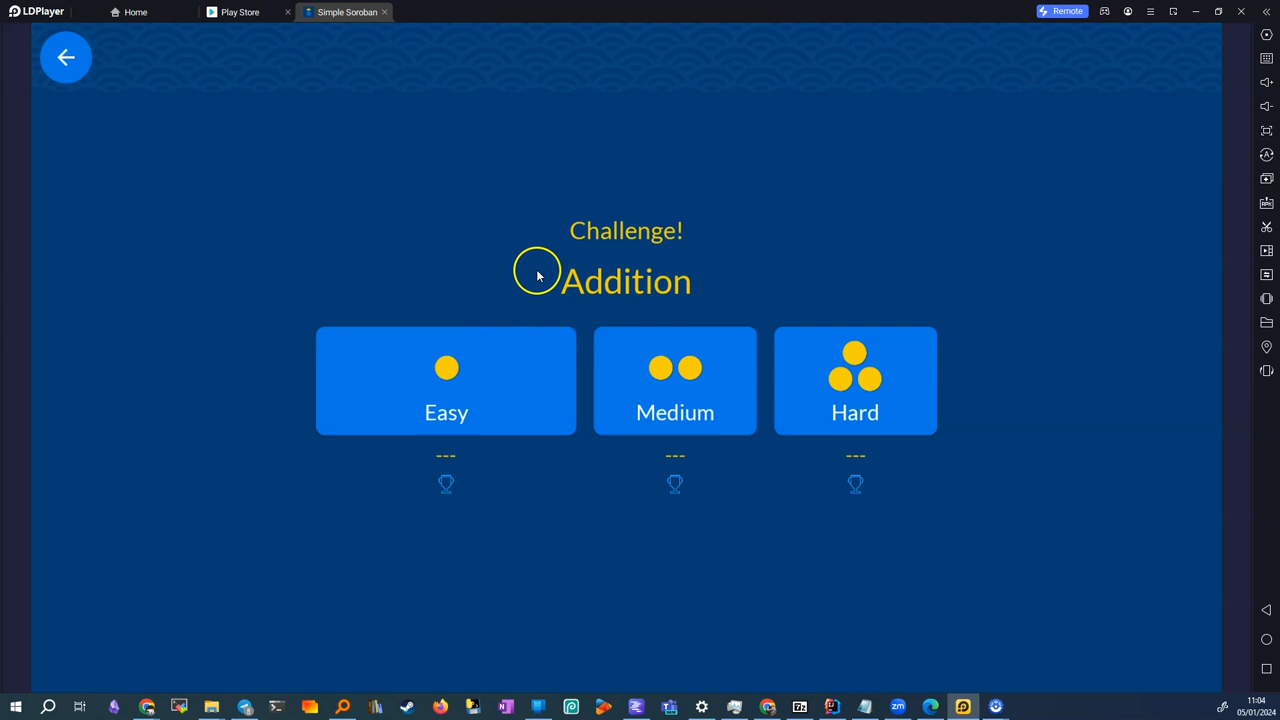 LDPlayer Home Play Store Simple Soroban Remote
Challenge!
Addition
Easy Medium Hard
--- --- ---
11:04
05/01/2024